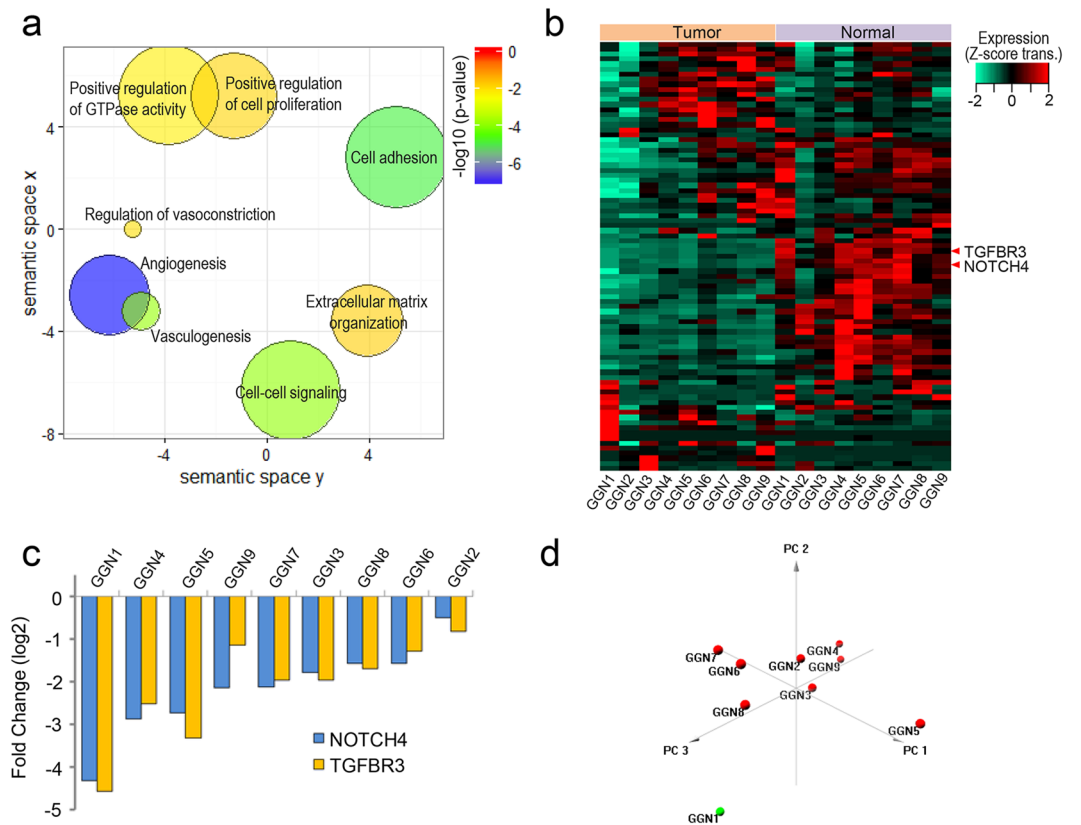 a
Positive regulation
of GTPase activity
Positive regulation
of cell proliferation
Cell adhesion
Regulation of vasoconstriction
Angiogenesis
Vasculogenesis
Extracellular matrix
organization
Cell-cell signaling
4
0
-4
-8
-4
0
4
semantic space x
semantic space y
0
-2
-4
-6
-log10 (p-value)
b
Tumor
Normal
Expression
(Z-score trans.)
-2
0
2
TGFBR3
NOTCH4
GGN1
GGN2
GGN3
GGN4
GGN5
GGN6
GGN7
GGN8
GGN9
GGN1
GGN2
GGN3
GGN4
GGN5
GGN6
GGN7
GGN8
GGN9
c
GGN1
GGN4
GGN5
GGN9
GGN7
GGN3
GGN8
GGN6
GGN2
0
-1
-2
-3
-4
-5
Fold Change (log2)
NOTCH4
TGFBR3
d
PC 2
GGN7
GGN6
GGN2
GGN4
GGN9
GGN3
GGN8
GGN5
PC 3
PC 1
GGN1